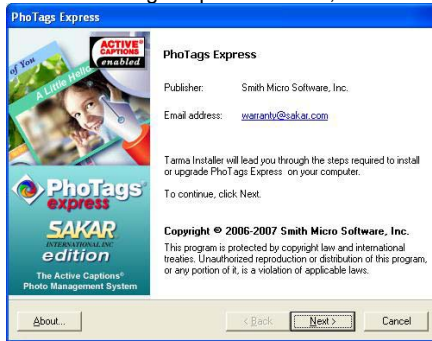 PhoTags Express
ACTIVE®
CAPTIONS
enabled
of You
A Little Hello
PhoTags®
express
SAKAR
INTERNATIONAL INC
edition
The Active Captions®
Photo Management System
PhoTags Express
Publisher: Smith Micro Software, Inc.
Email address: warranty@sakar.com
Tarma Installer will lead you through the steps required to install
or upgrade PhoTags Express on your computer.
To continue, click Next.
Copyright © 2006-2007 Smith Micro Software, Inc.
This program is protected by copyright law and international
treaties. Unauthorized reproduction or distribution of this program,
or any portion of it, is a violation of applicable laws.
About...
< Back
Next >
Cancel